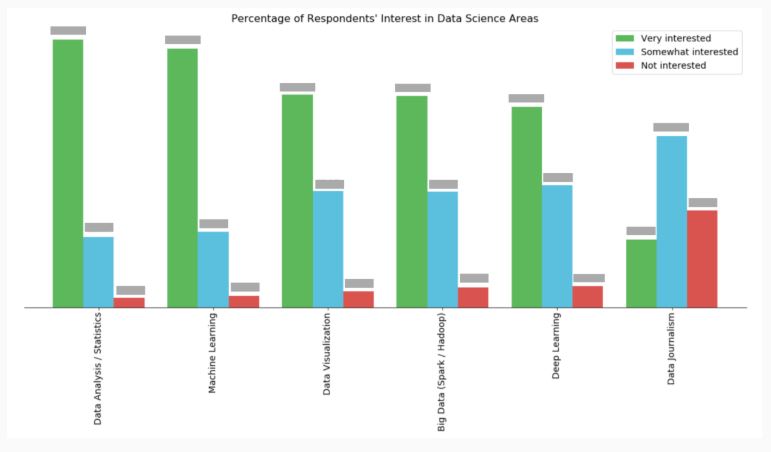 Percentage of Respondents' Interest in Data Science Areas
Very interested
Somewhat interested
Not interested
Data Analysis / Statistics
Machine Learning
Data Visualization
Big Data (Spark / Hadoop)
Deep Learning
Data Journalism